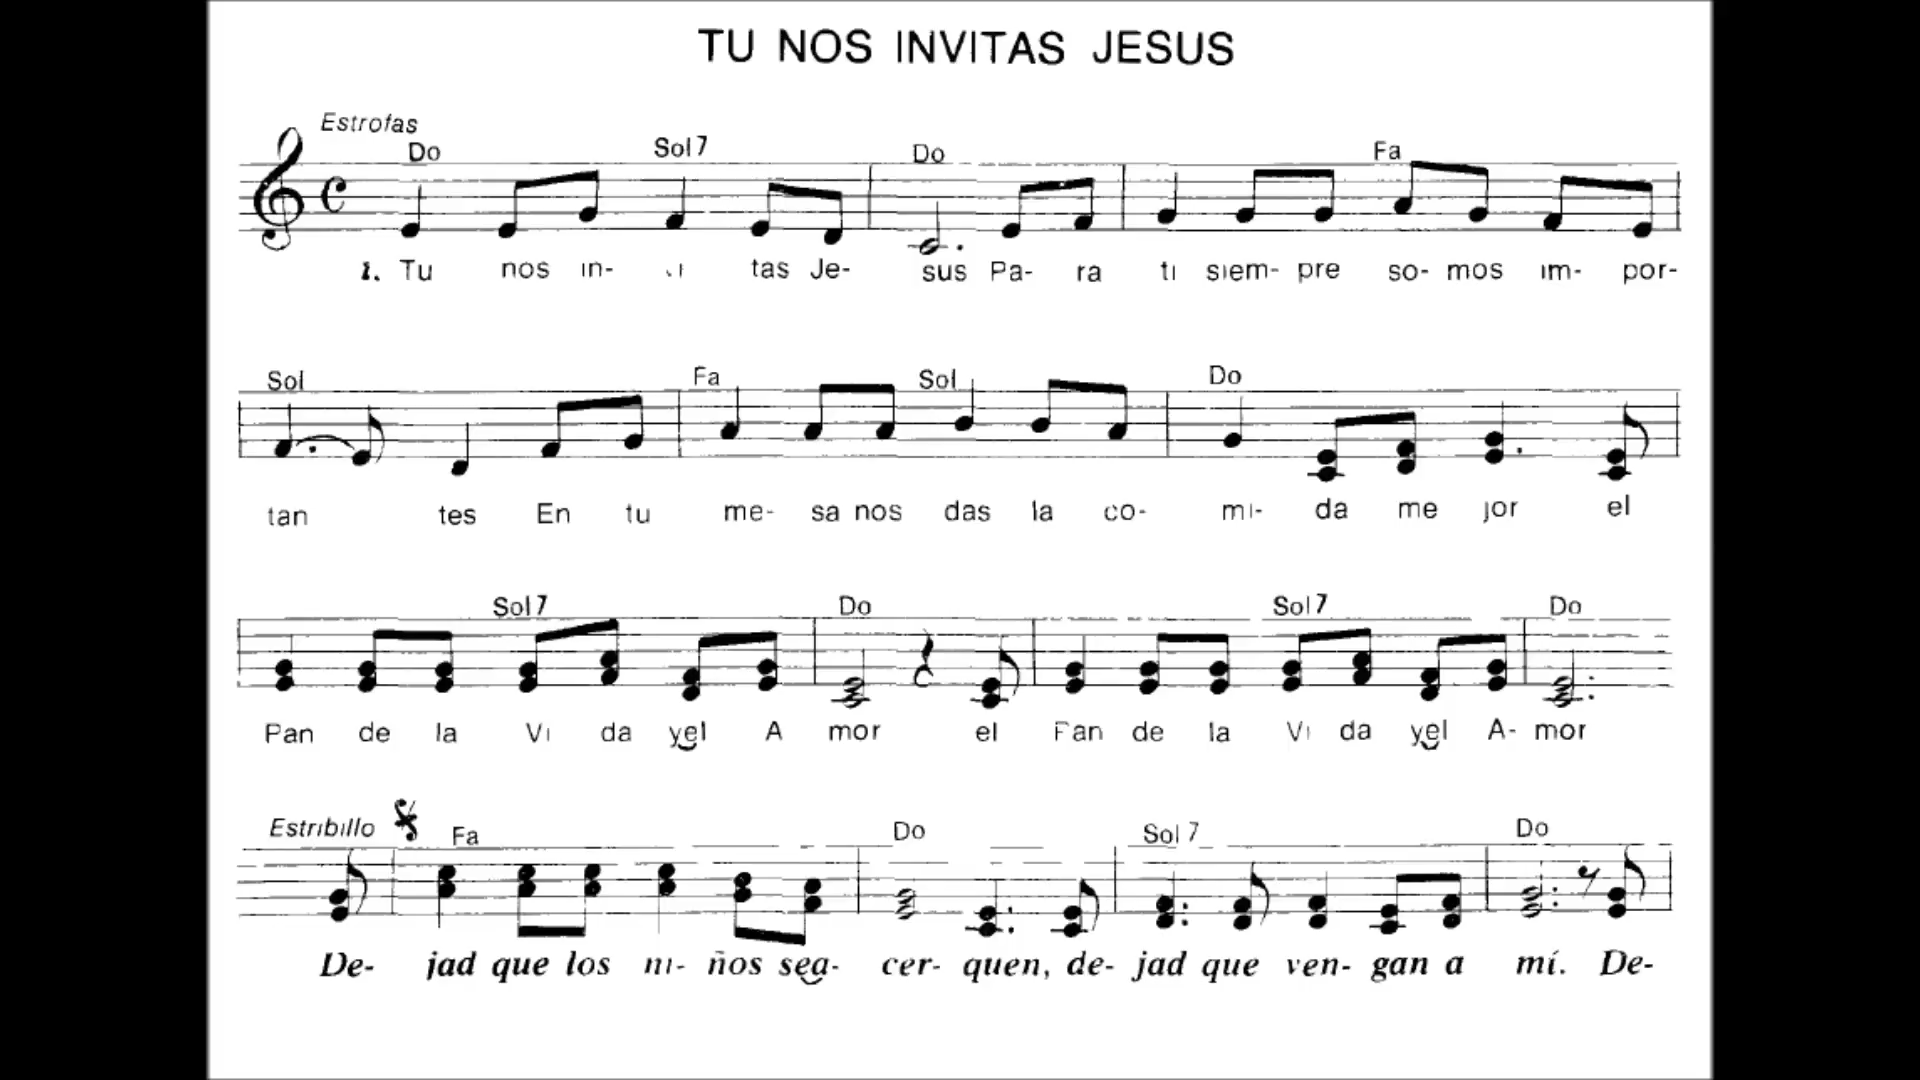 TU NOS INVITAS JESUS
Estrofas
Do Sol7 Do Fa
1. Tu nos in- tas Je- sus Pa- ra ti siem- pre so- mos im- por-
Sol Fa Sol Do
tan tes En tu me- sa nos das la co- mi- da me jor el
Sol7 Do Sol7 Do
Pan de la Vi da yel A mor el Pan de la Vi da yel A- mor
Estribillo Fa Do Sol 7 Do
De- jad que los ni- ños sea- cer- quen, de- jad que ven- gan a mí. De-